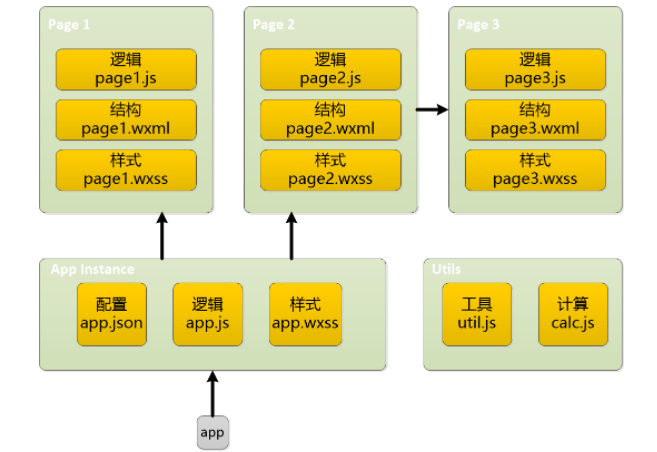 Page 1
逻辑
page1.js
结构
page1.wxml
样式
page1.wxss
Page 2
逻辑
page2.js
结构
page2.wxml
样式
page2.wxss
Page 3
逻辑
page3.js
结构
page3.wxml
样式
page3.wxss
App Instance
配置
app.json
逻辑
app.js
样式
app.wxss
Utils
工具
util.js
计算
calc.js
app